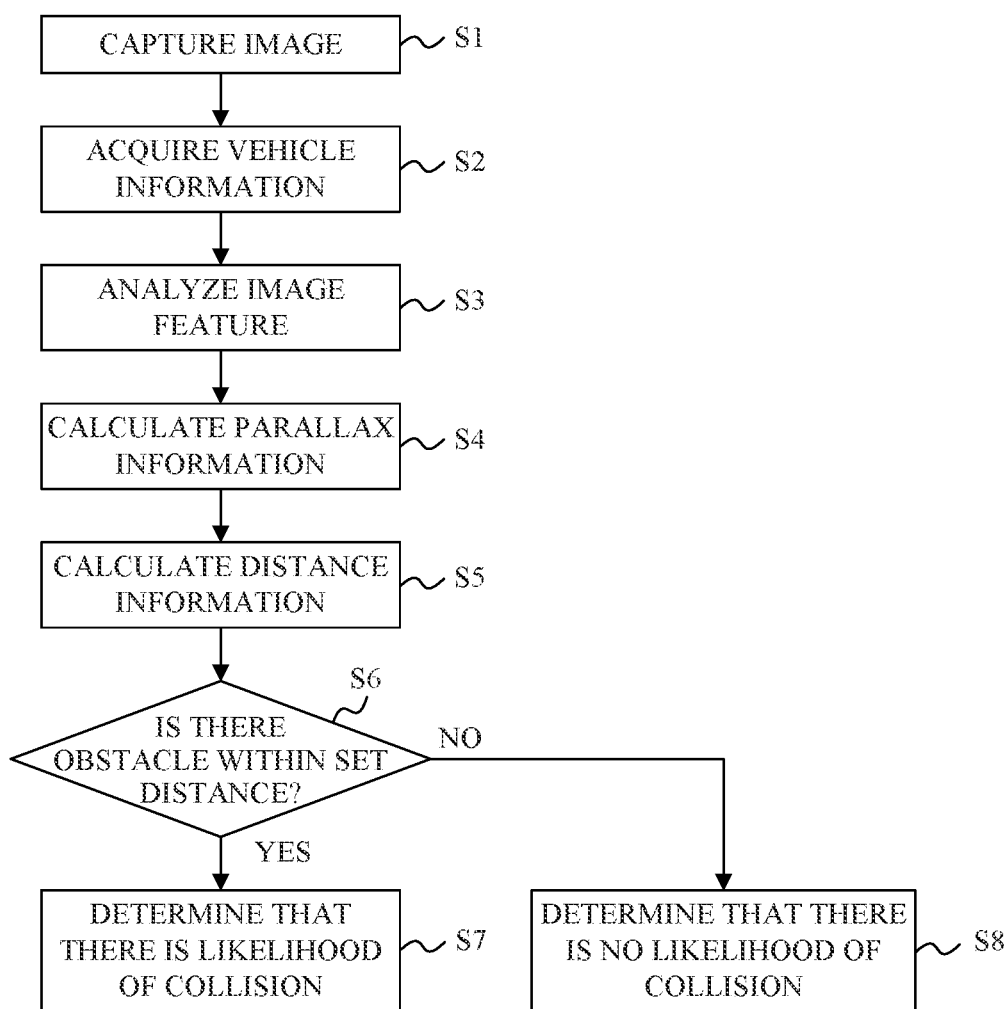 CAPTURE IMAGE
S1
ACQUIRE VEHICLE
INFORMATION
S2
ANALYZE IMAGE
FEATURE
S3
CALCULATE PARALLAX
INFORMATION
S4
CALCULATE DISTANCE
INFORMATION
S5
S6
IS THERE
OBSTACLE WITHIN SET
DISTANCE?
NO
YES
DETERMINE THAT
THERE IS LIKELIHOOD
OF COLLISION
S7
DETERMINE THAT THERE
IS NO LIKELIHOOD OF
COLLISION
S8